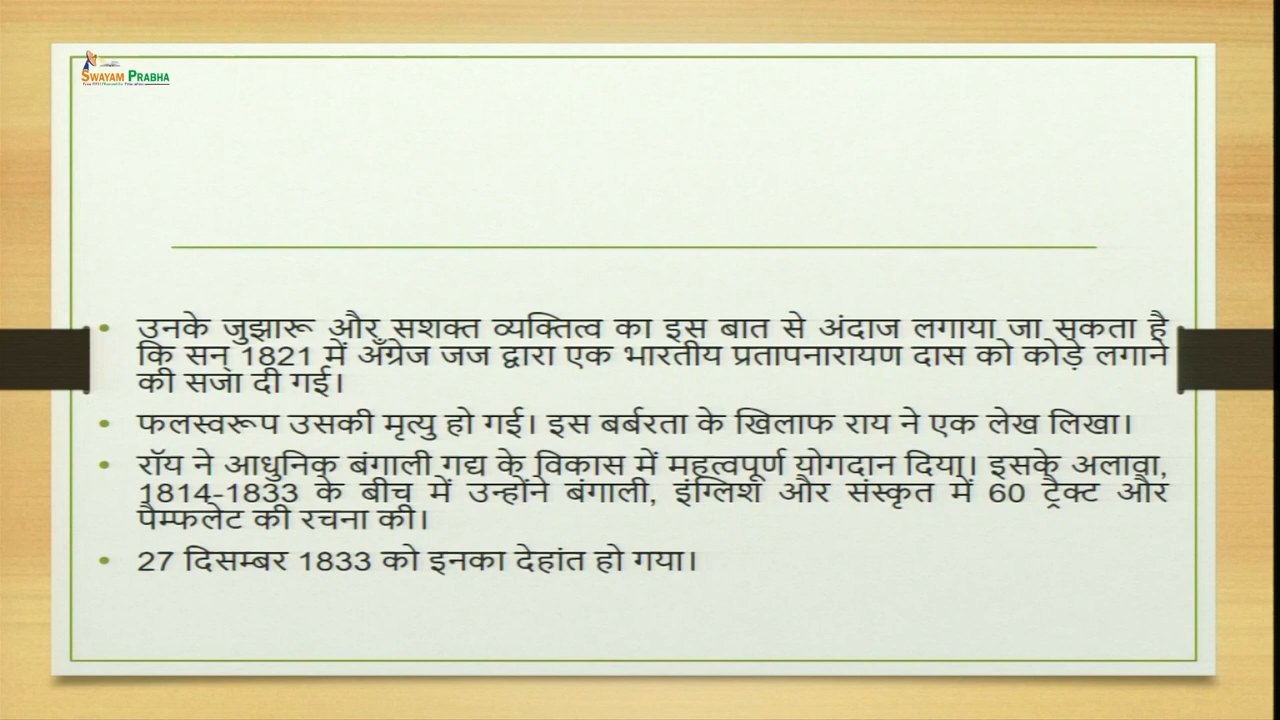 SWAYAM PRABHA
उनके जुझारू और सशक्त व्यक्तित्व का इस बात से अंदाज लगाया जा सकता है
कि सन् 1821 में अँग्रेज जज द्वारा एक भारतीय प्रतापनारायण दास को कोड़े लगाने
की सजा दी गई।
फलस्वरूप उसकी मृत्यु हो गई। इस बर्बरता के खिलाफ राय ने एक लेख लिखा।
रॉय ने आधुनिक बंगाली गद्य के विकास में महत्वपूर्ण योगदान दिया। इसके अलावा,
1814-1833 के बीच में उन्होंने बंगाली, इंग्लिश और संस्कृत में 60 ट्रैक्ट और
पैम्फलेट की रचना की।
27 दिसम्बर 1833 को इनका देहांत हो गया।